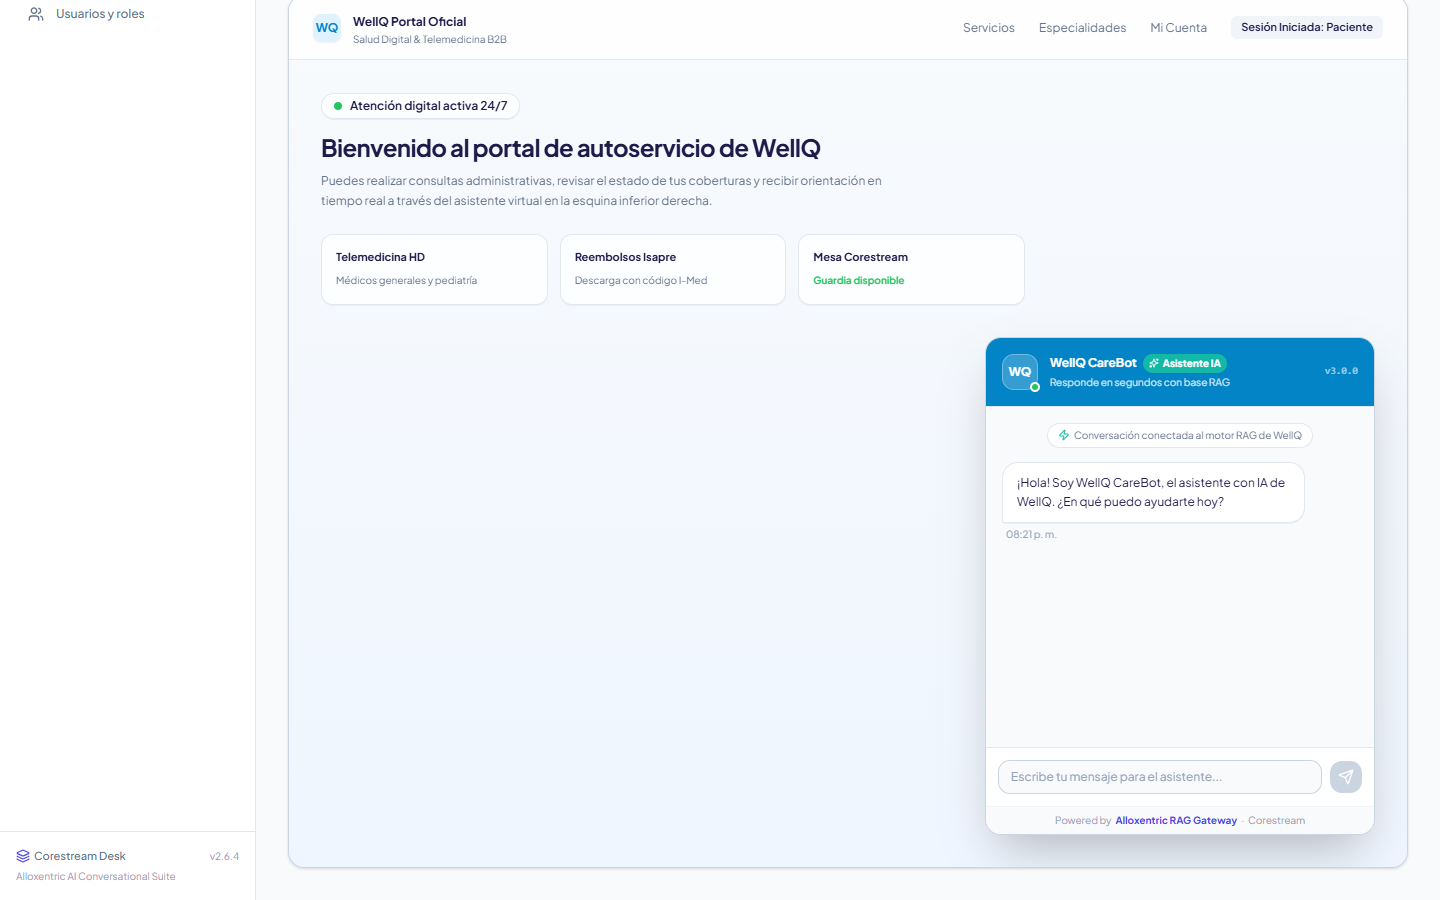 Usuarios y roles
WQ
WellQ Portal Oficial
Salud Digital & Telemedicina B2B
Servicios
Especialidades
Mi Cuenta
Sesión Iniciada: Paciente
Atención digital activa 24/7
Bienvenido al portal de autoservicio de WellQ
Puedes realizar consultas administrativas, revisar el estado de tus coberturas y recibir orientación en
tiempo real a través del asistente virtual en la esquina inferior derecha.
Telemedicina HD
Médicos generales y pediatría
Reembolsos Isapre
Descarga con código I-Med
Mesa Corestream
Guardia disponible
WQ
WellQ CareBot
Asistente IA
Responde en segundos con base RAG
v3.0.0
Conversación conectada al motor RAG de WellQ
¡Hola! Soy WellQ CareBot, el asistente con IA de
WellQ. ¿En qué puedo ayudarte hoy?
08:21 p. m.
Escribe tu mensaje para el asistente...
Powered by Alloxentric RAG Gateway · Corestream
Corestream Desk
v2.6.4
Alloxentric AI Conversational Suite